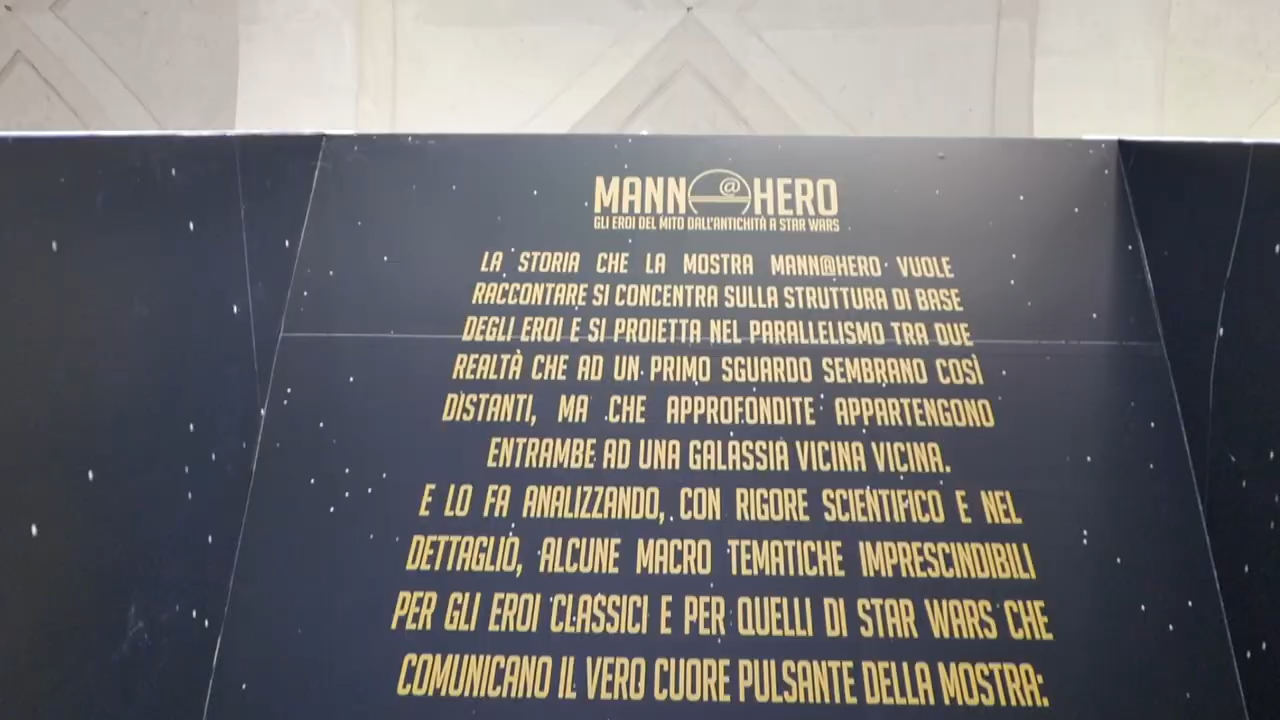 MANN@HERO
GLI EROI DEL MITO DALL'ANTICHITÀ A STAR WARS
LA STORIA CHE LA MOSTRA MANN@HERO VUOLE
RACCONTARE SI CONCENTRA SULLA STRUTTURA DI BASE
DEGLI EROI E SI PROIETTA NEL PARALLELISMO TRA DUE
REALTÀ CHE AD UN PRIMO SGUARDO SEMBRANO COSÌ
DISTANTI, MA CHE APPROFONDITE APPARTENGONO
ENTRAMBE AD UNA GALASSIA VICINA VICINA.
E LO FA ANALIZZANDO, CON RIGORE SCIENTIFICO E NEL
DETTAGLIO, ALCUNE MACRO TEMATICHE IMPRESCINDIBILI
PER GLI EROI CLASSICI E PER QUELLI DI STAR WARS CHE
COMUNICANO IL VERO CUORE PULSANTE DELLA MOSTRA: